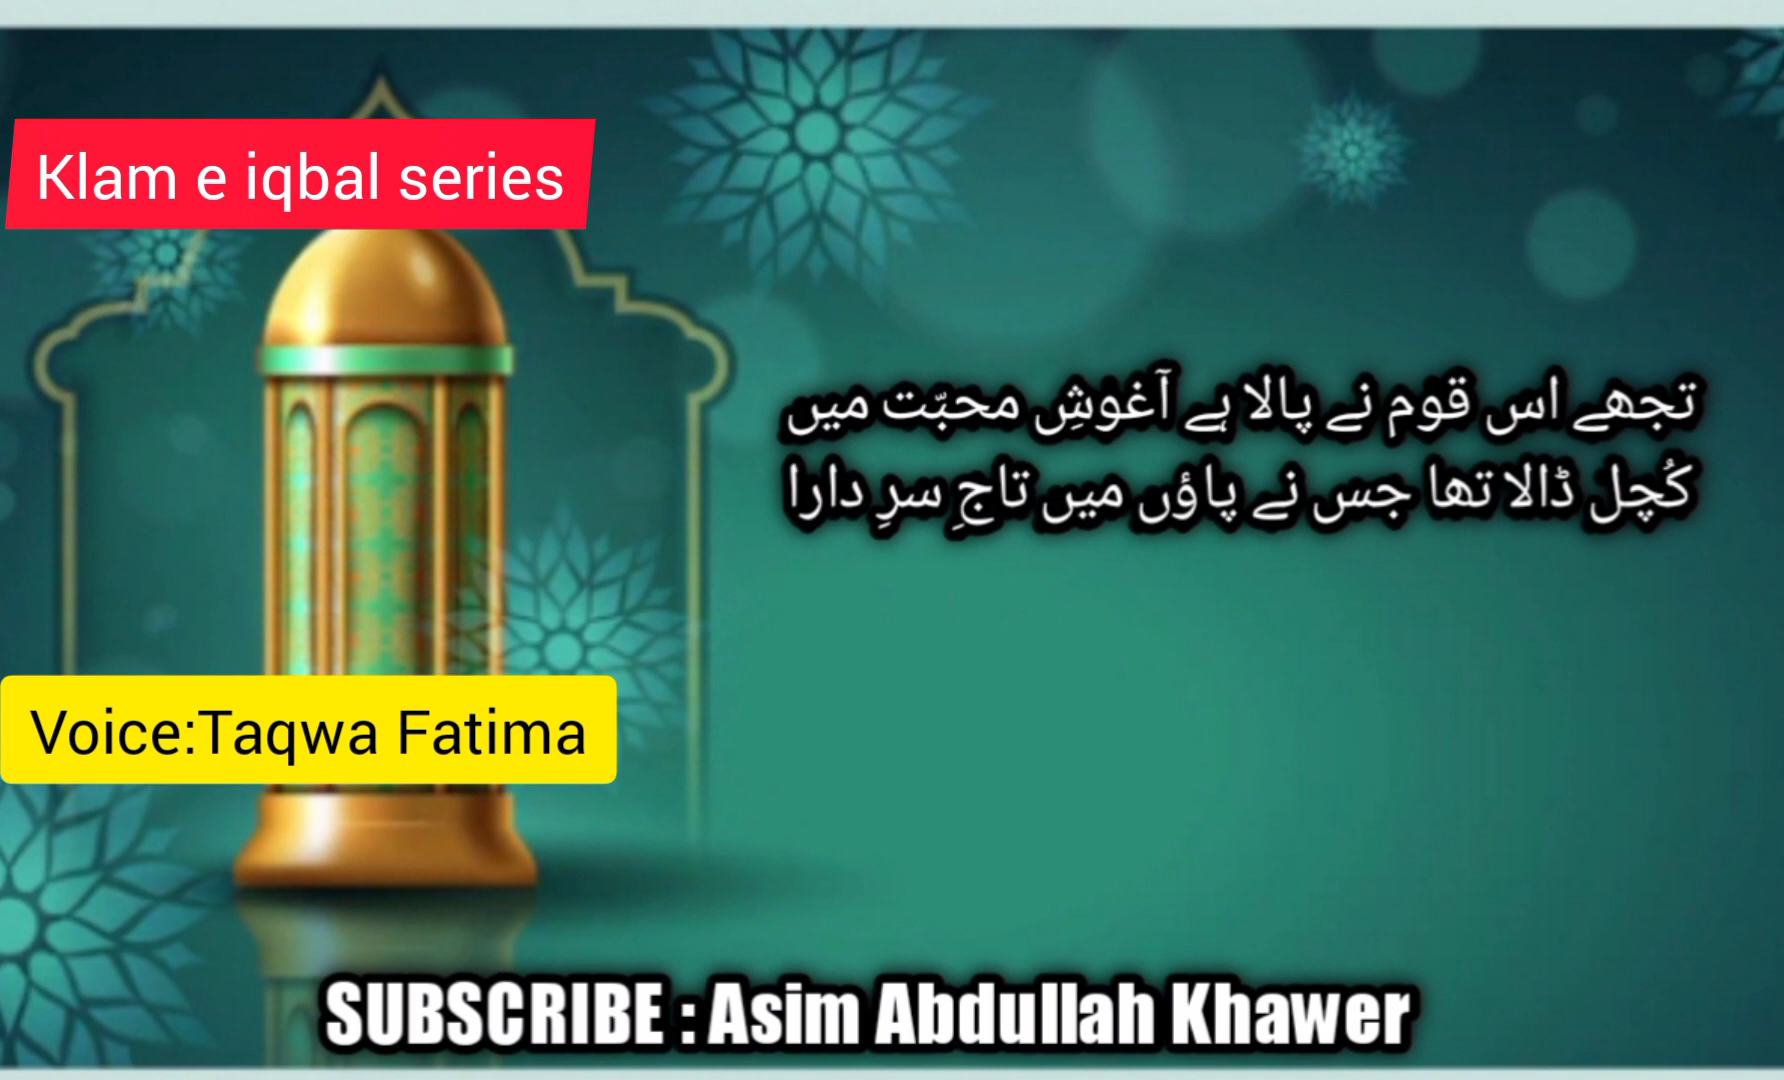 Klam e iqbal series
تجھے اس قوم نے پالا ہے آغوشِ محبّت میں
کُچل ڈالا تھا جس نے پاؤں میں تاجِ سرِ دارا
Voice:Taqwa Fatima
SUBSCRIBE : Asim Abdullah Khawer